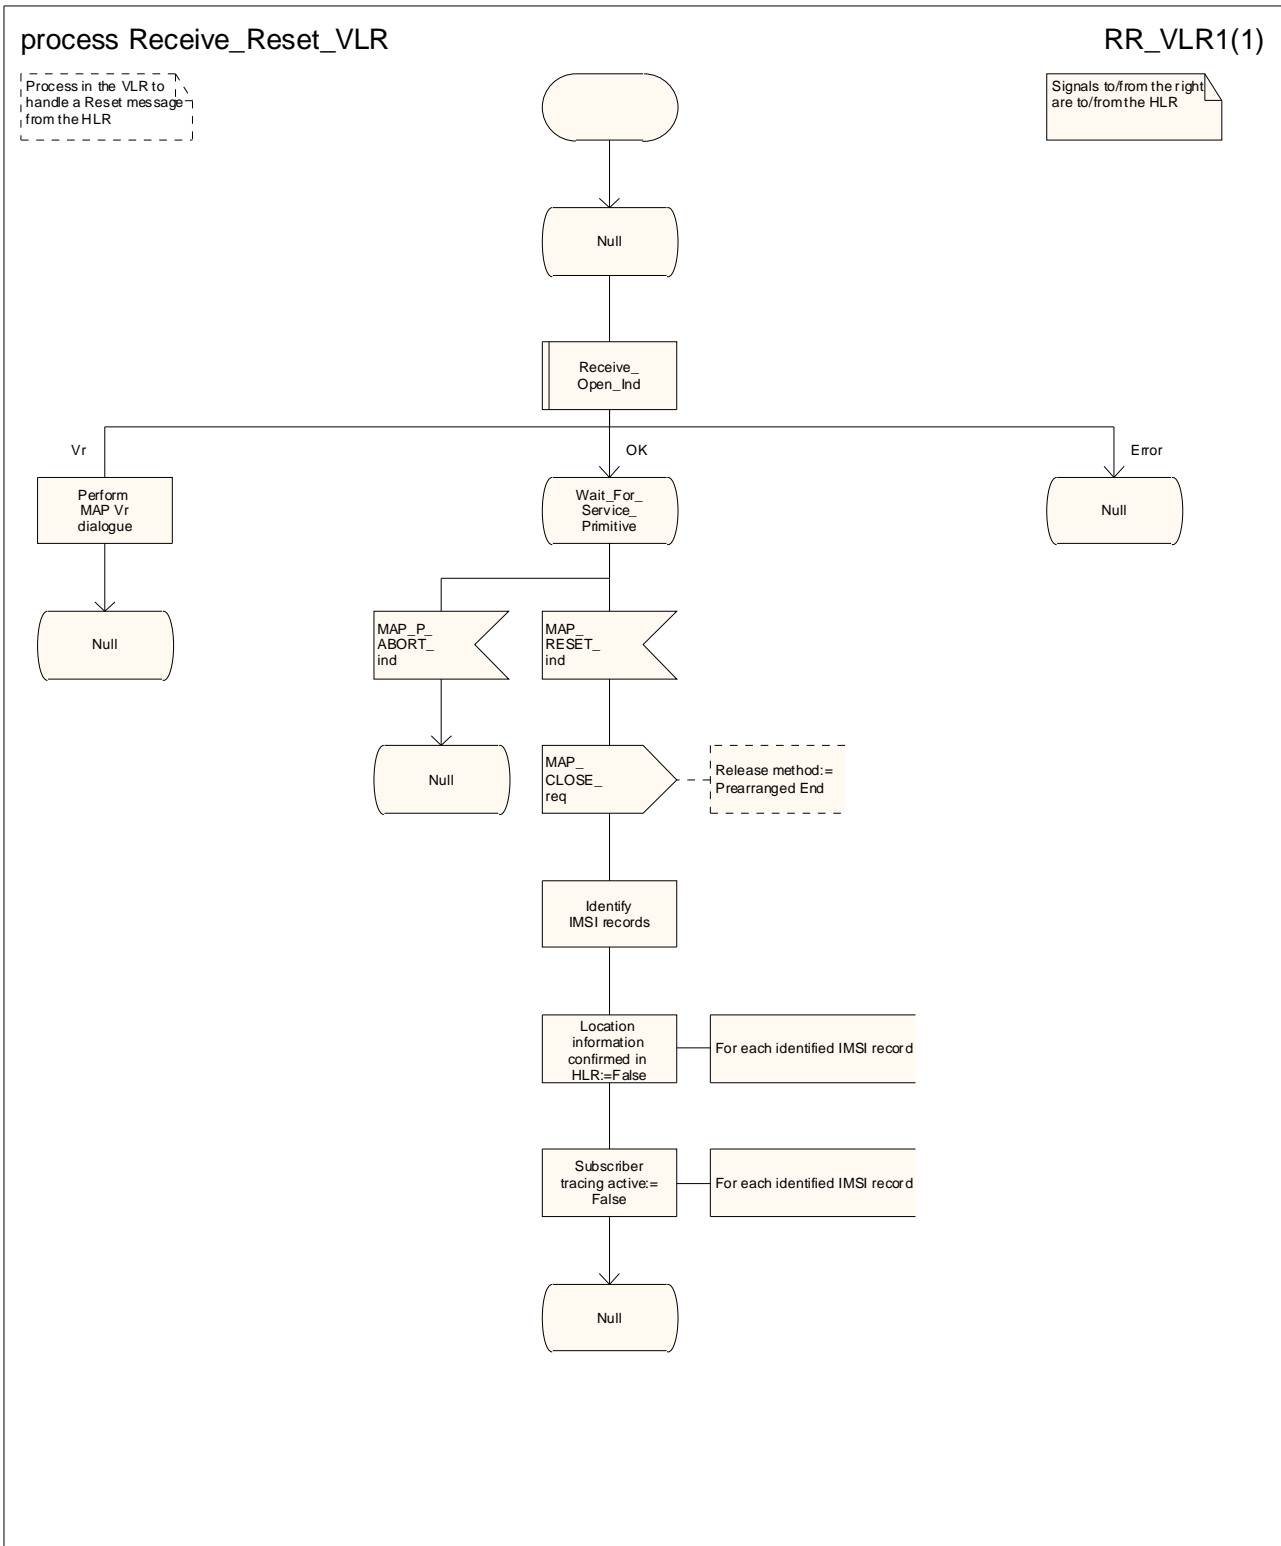 process Receive_Reset_VLR
RR_VLR1(1)
Process in the VLR to
handle a Reset message
from the HLR
Signals to/from the right
are to/from the HLR
Null
Receive_
Open_Ind
Vr
OK
Error
Perform
MAP Vr
dialogue
Wait_For_
Service_
Primitive
Null
Null
MAP_P_
ABORT_
ind
MAP_
RESET_
ind
Null
MAP_
CLOSE_
req
Release method:=
Prearranged End
Identify
IMSI records
Location
information
confirmed in
HLR:=False
For each identified IMSI record
Subscriber
tracing active:=
False
For each identified IMSI record
Null